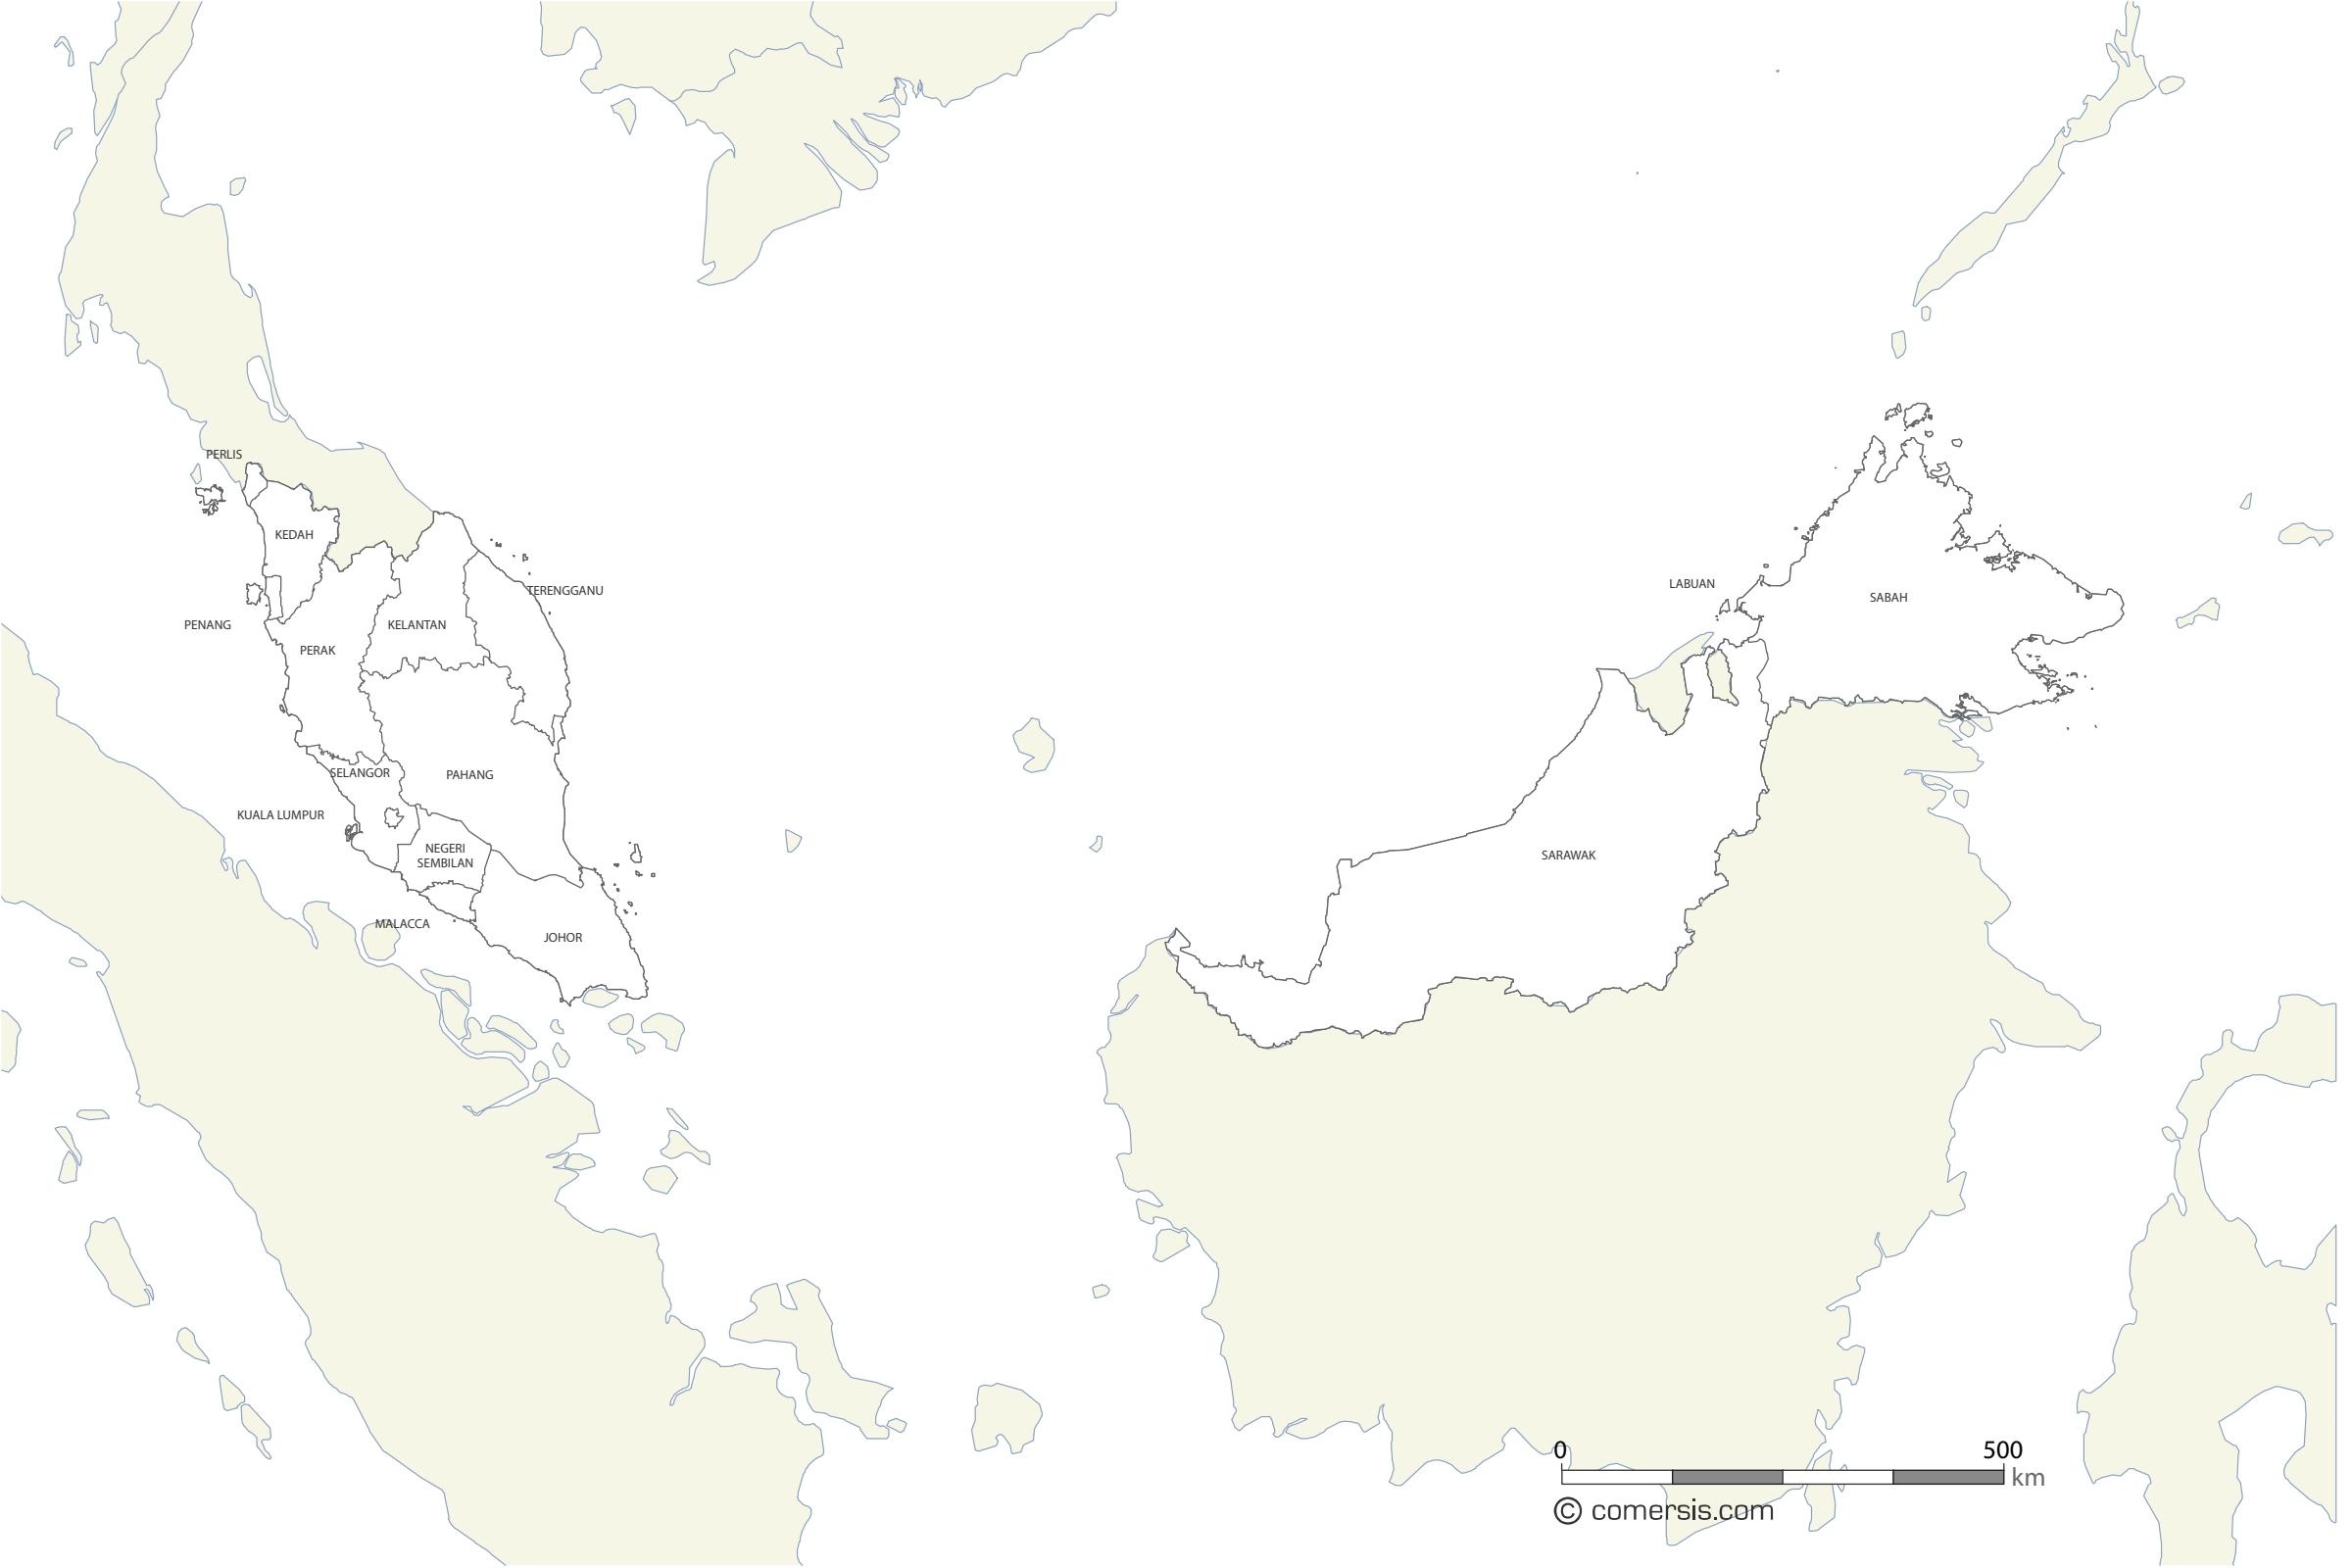 PERLIS
KEDAH
TERENGGANU
LABUAN
SABAH
PENANG
KELANTAN
PERAK
SELANGOR
PAHANG
KUALA LUMPUR
NEGERI
SEMBILAN
SARAWAK
MALACCA
JOHOR
0 500
km
© comersis.com